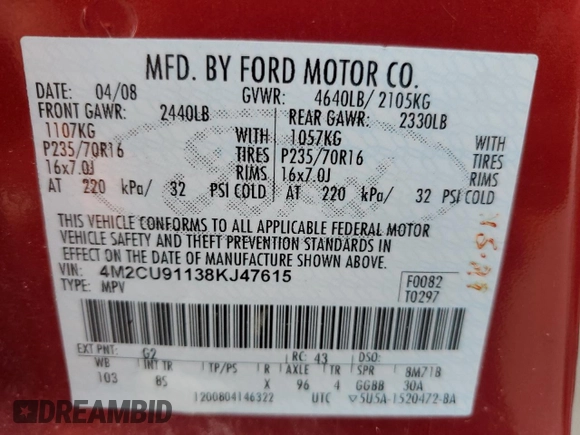 MFD. BY FORD MOTOR CO.
DATE: 04/08 GVWR: 4640LB/ 2105KG
FRONT GAWR: 2440LB REAR GAWR: 2330LB
1107KG WITH 1057KG WITH
P235/70R16 TIRES P235/70R16 TIRES
16x7.0J RIMS 16x7.0J RIMS
AT 220 kPa/ 32 PSI COLD AT 220 kPa/ 32 PSI COLD
THIS VEHICLE CONFORMS TO ALL APPLICABLE FEDERAL MOTOR
VEHICLE SAFETY AND THEFT PREVENTION STANDARDS IN
EFFECT ON THE DATE OF MANUFACTURE SHOWN ABOVE.
VIN: 4M2CU91138KJ47615
TYPE: MPV
F0082
T0297
EXT PNT: G2 RC: 43 DSO:
WB INT TR TP/PS R AXLE TR SPR 8M718
103 8S X 96 4 GGBB 30A
1200804146322 UTC 5U5A-1520472-BA
DREAMBID